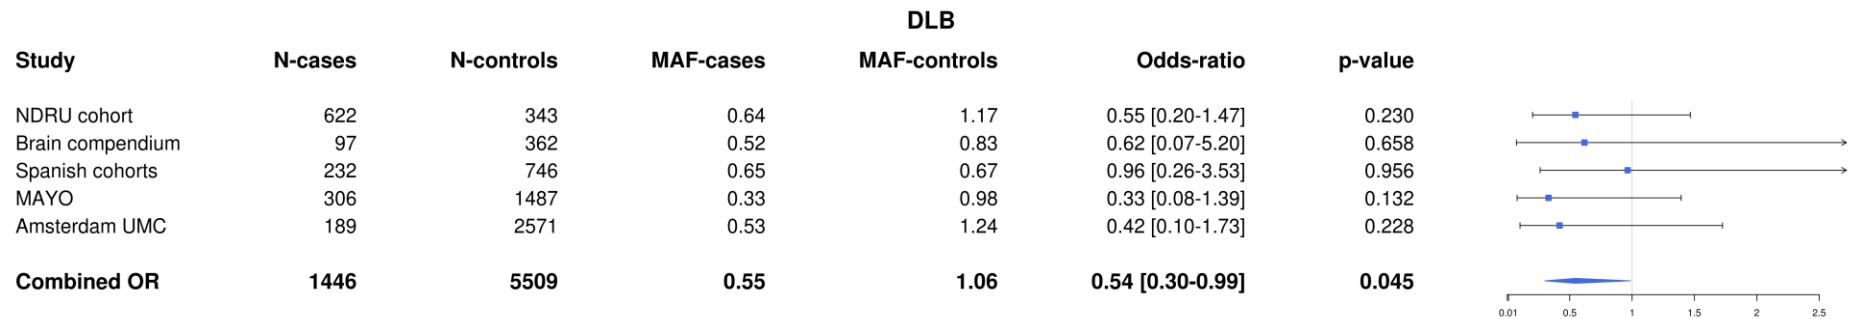 DLB
Study N-cases N-controls MAF-cases MAF-controls Odds-ratio p-value
NDRU cohort 622 343 0.64 1.17 0.55 [0.20-1.47] 0.230
Brain compendium 97 362 0.52 0.83 0.62 [0.07-5.20] 0.658
Spanish cohorts 232 746 0.65 0.67 0.96 [0.26-3.53] 0.956
MAYO 306 1487 0.33 0.98 0.33 [0.08-1.39] 0.132
Amsterdam UMC 189 2571 0.53 1.24 0.42 [0.10-1.73] 0.228
Combined OR 1446 5509 0.55 1.06 0.54 [0.30-0.99] 0.045
0.01 0.5 1 1.5 2 2.5